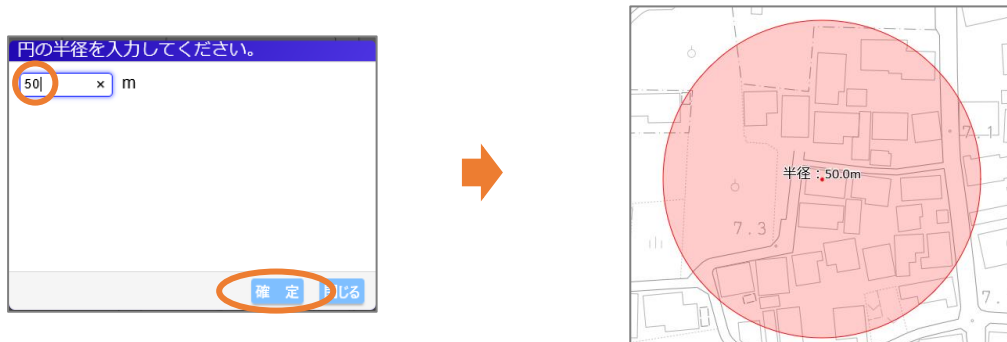 円の半径を入力してください。
50 × m
確 定 閉じる
7.1
半径：50.0m
7.3
7.